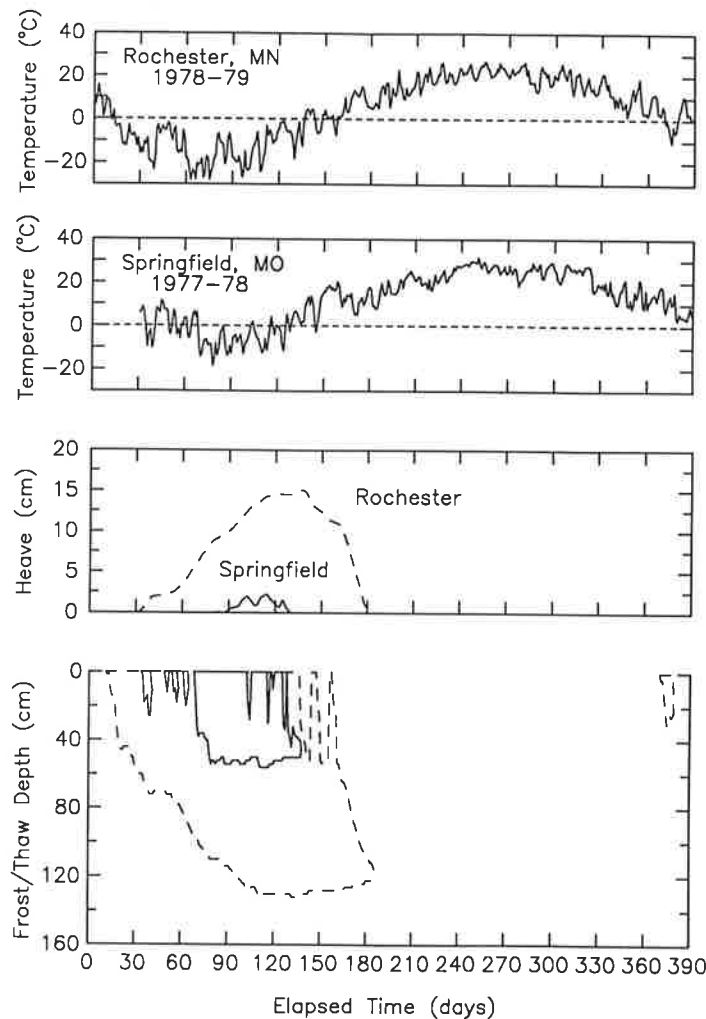 Temperature (°C)
40
20
0
−20
Rochester, MN
1978−79
Temperature (°C)
40
20
0
−20
Springfield, MO
1977−78
Heave (cm)
20
15
10
5
0
Rochester
Springfield
Frost/Thaw Depth (cm)
0
40
80
120
160
0 30 60 90 120 150 180 210 240 270 300 330 360 390
Elapsed Time (days)